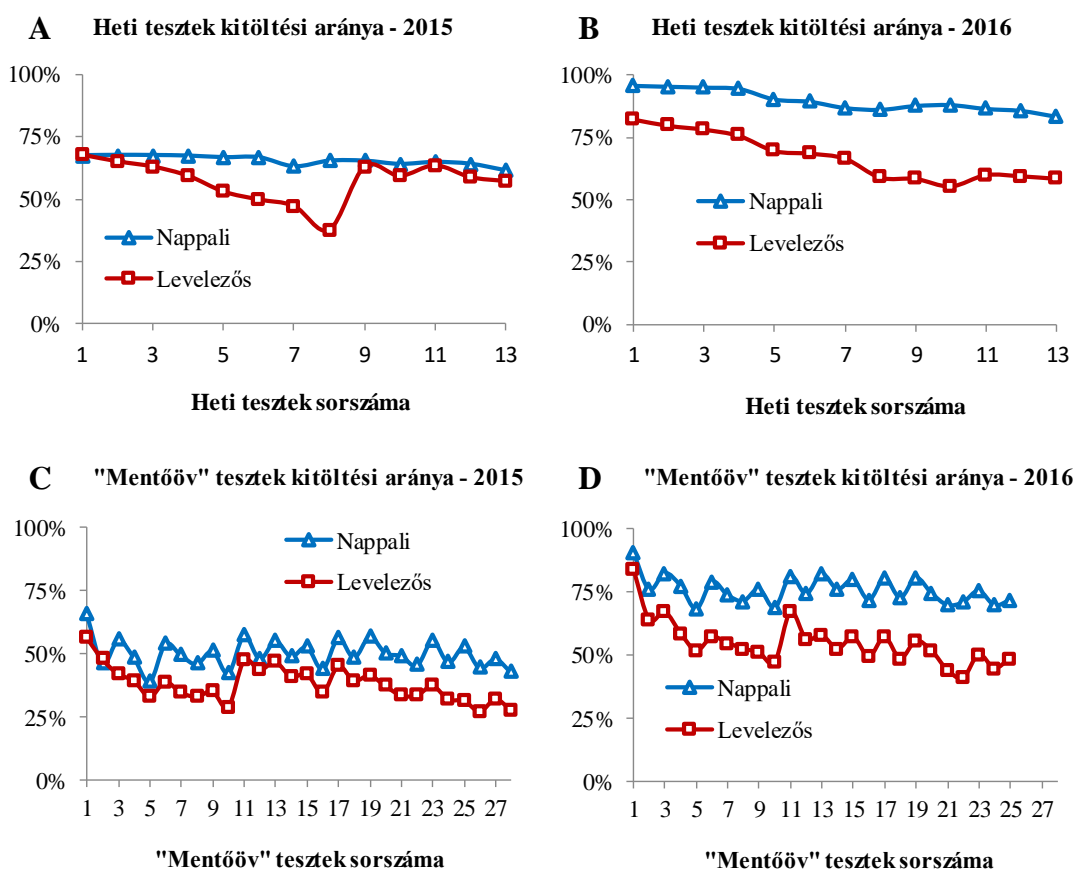 A Heti tesztek kitöltési aránya - 2015
100%
75%
50%
25%
0%
Nappali
Levelezős
1 3 5 7 9 11 13
Heti tesztek sorszáma
B Heti tesztek kitöltési aránya - 2016
100%
75%
50%
25%
0%
Nappali
Levelezős
1 3 5 7 9 11 13
Heti tesztek sorszáma
C "Mentőöv" tesztek kitöltési aránya - 2015
100%
75%
50%
25%
0%
Nappali
Levelezős
1 3 5 7 9 11 13 15 17 19 21 23 25 27
"Mentőöv" tesztek sorszáma
D "Mentőöv" tesztek kitöltési aránya - 2016
100%
75%
50%
25%
0%
Nappali
Levelezős
1 3 5 7 9 11 13 15 17 19 21 23 25 27
"Mentőöv" tesztek sorszáma